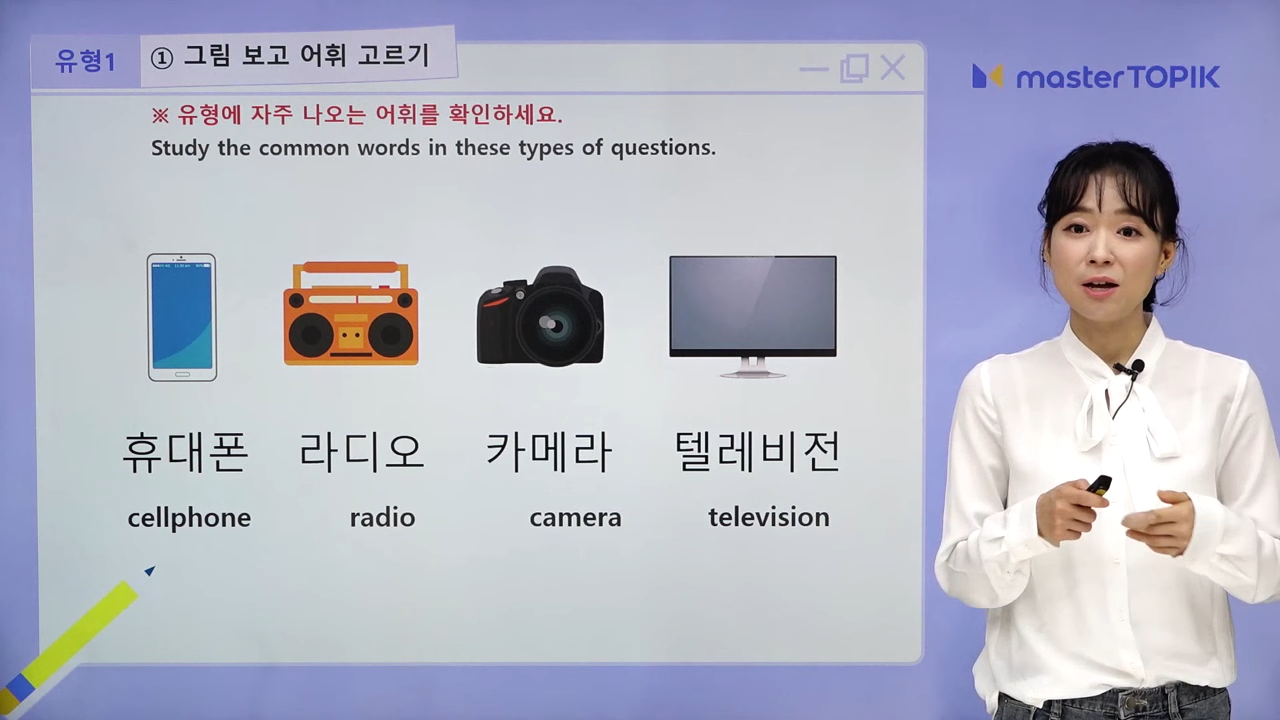 유형1 ① 그림 보고 어휘 고르기
masterTOPIK
※ 유형에 자주 나오는 어휘를 확인하세요.
Study the common words in these types of questions.
휴대폰 라디오 카메라 텔레비전
cellphone radio camera television